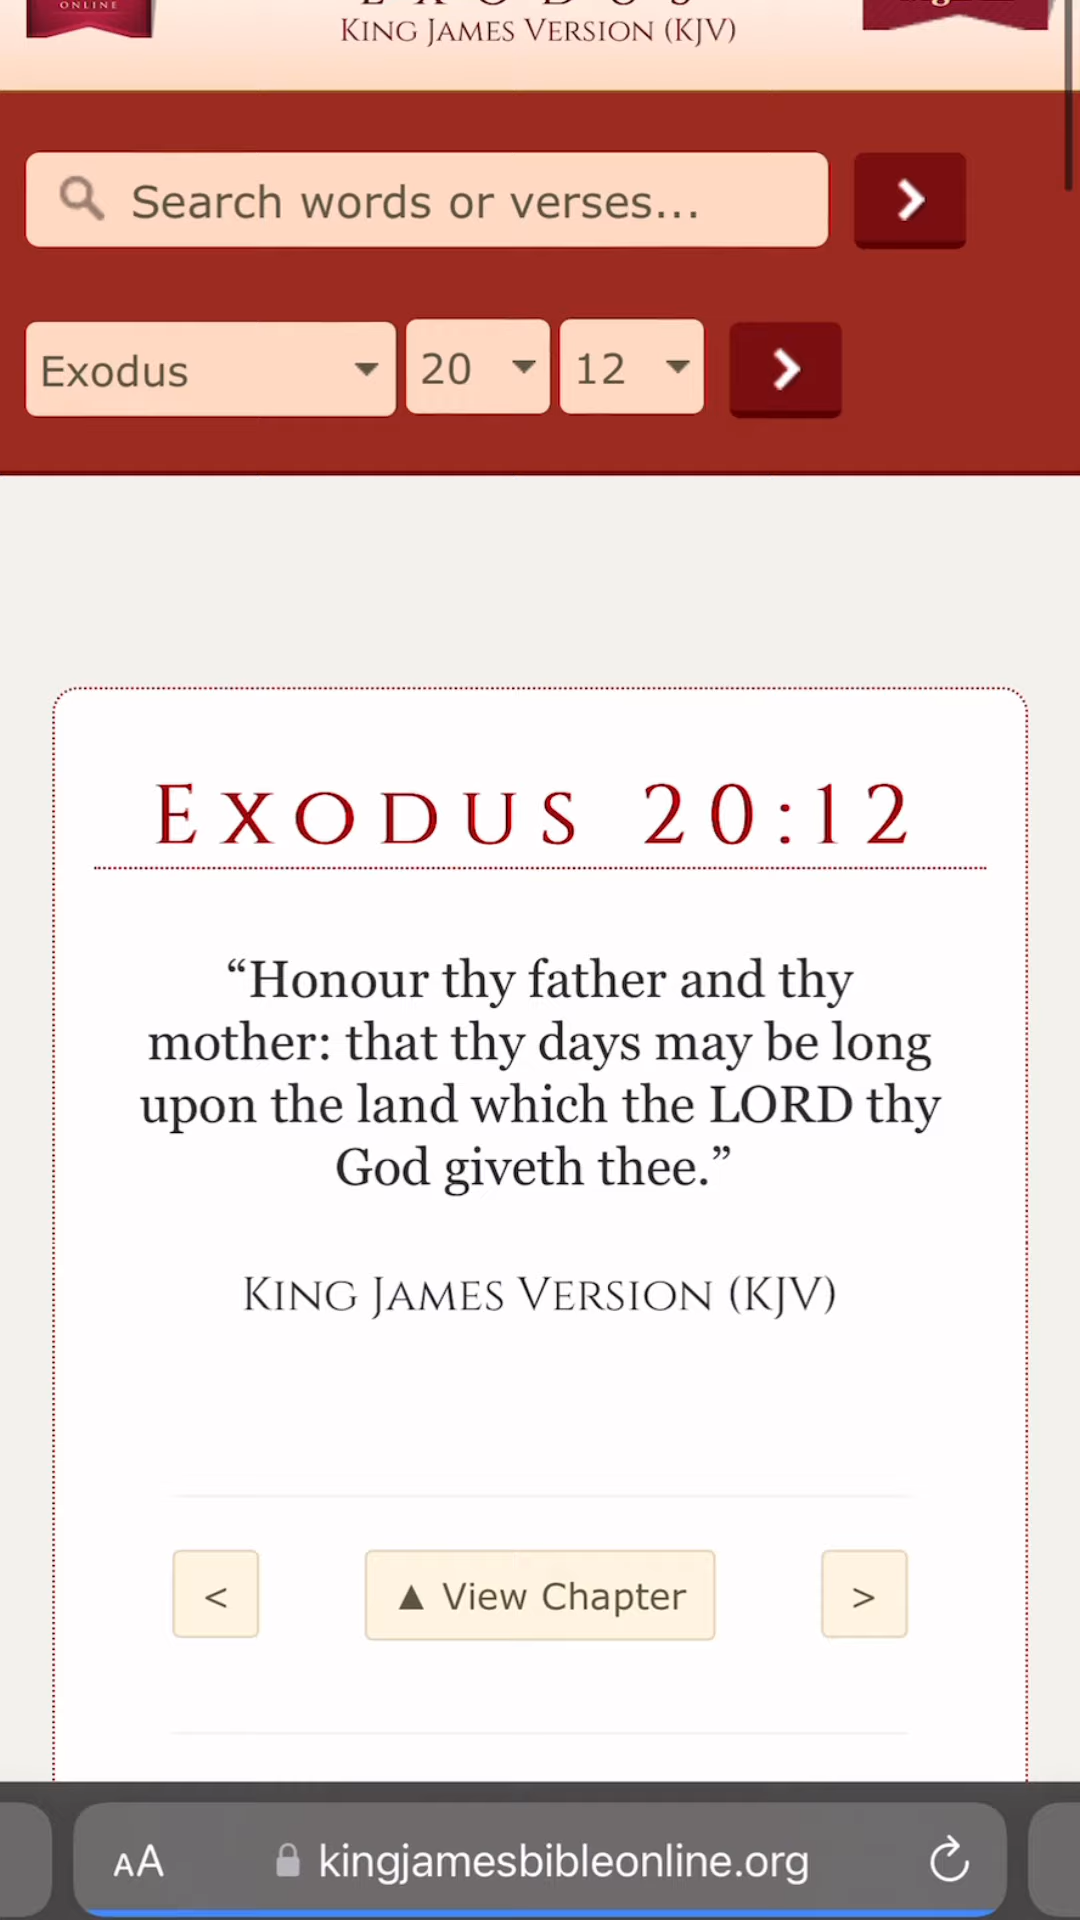 ONLINE
KING JAMES VERSION (KJV)
Search words or verses...
Exodus
20
12
EXODUS 20:12
“Honour thy father and thy
mother: that thy days may be long
upon the land which the LORD thy
God giveth thee.”
KING JAMES VERSION (KJV)
<
▲ View Chapter
>
AA
kingjamesbibleonline.org